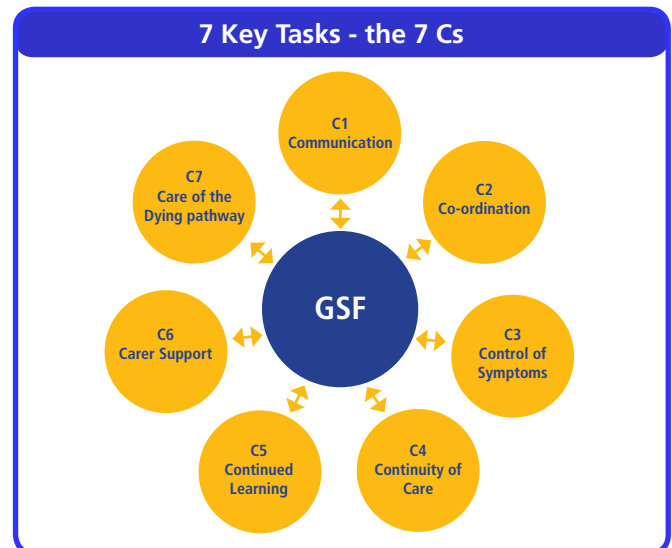 7 Key Tasks - the 7 Cs
C1
Communication
C2
Co-ordination
C3
Control of
Symptoms
C4
Continuity of
Care
C5
Continued
Learning
C6
Carer Support
C7
Care of the
Dying pathway
GSF